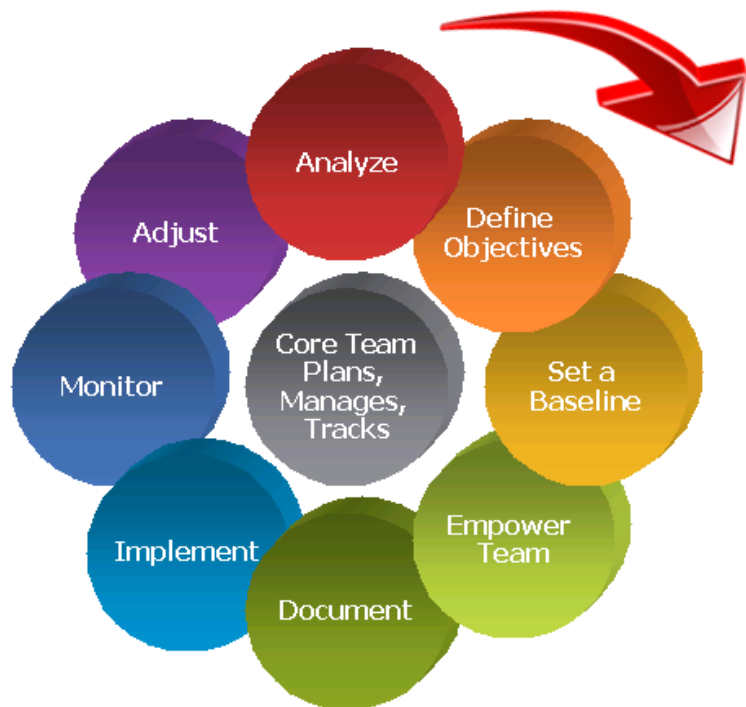 Analyze
Define
Objectives
Set a
Baseline
Empower
Team
Document
Implement
Monitor
Adjust
Core Team
Plans,
Manages,
Tracks